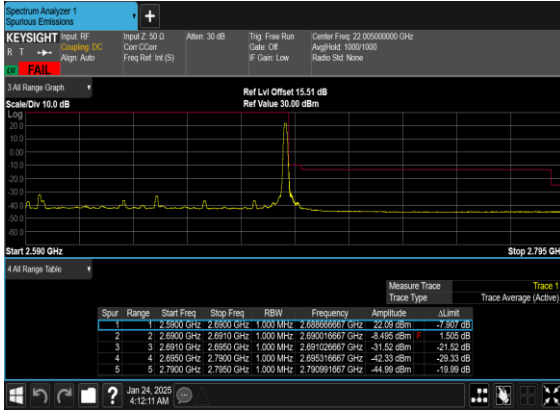 Spectrum Analyzer 1
Spurious Emissions
+
KEYSIGHT Input: RF Input Z: 50 Ω Atten: 30 dB Trig: Free Run Center Freq: 22.005000000 GHz
R T Coupling: DC Corr CCorr Gate: Off Avg|Hold: 1000/1000
Align: Auto Freq Ref: Int (S) IF Gain: Low Radio Std: None
FAIL
3 All Range Graph
Ref Lvl Offset 15.51 dB
Scale/Div 10.0 dB Ref Value 30.00 dBm
Log
20.0
10.0
0.00
-10.0
-20.0
-30.0
-40.0
-50.0
-60.0
Start 2.590 GHz Stop 2.795 GH
4 All Range Table
Measure Trace Trace 1
Trace Type Trace Average (Active)
Spur Range Start Freq Stop Freq RBW Frequency Amplitude ΔLimit
1 1 2.5900 GHz 2.6900 GHz 1.000 MHz 2.688666667 GHz 22.09 dBm -7.907 dB
2 2 2.6900 GHz 2.6910 GHz 1.000 MHz 2.690016667 GHz -8.495 dBm F 1.505 dB
3 3 2.6910 GHz 2.6950 GHz 1.000 MHz 2.691026667 GHz -31.52 dBm -21.52 dB
4 4 2.6950 GHz 2.7900 GHz 1.000 MHz 2.695316667 GHz -42.33 dBm -29.33 dB
5 5 2.7900 GHz 2.7950 GHz 1.000 MHz 2.790991667 GHz -44.99 dBm -19.99 dB
? Jan 24, 2025
4:12:11 AM